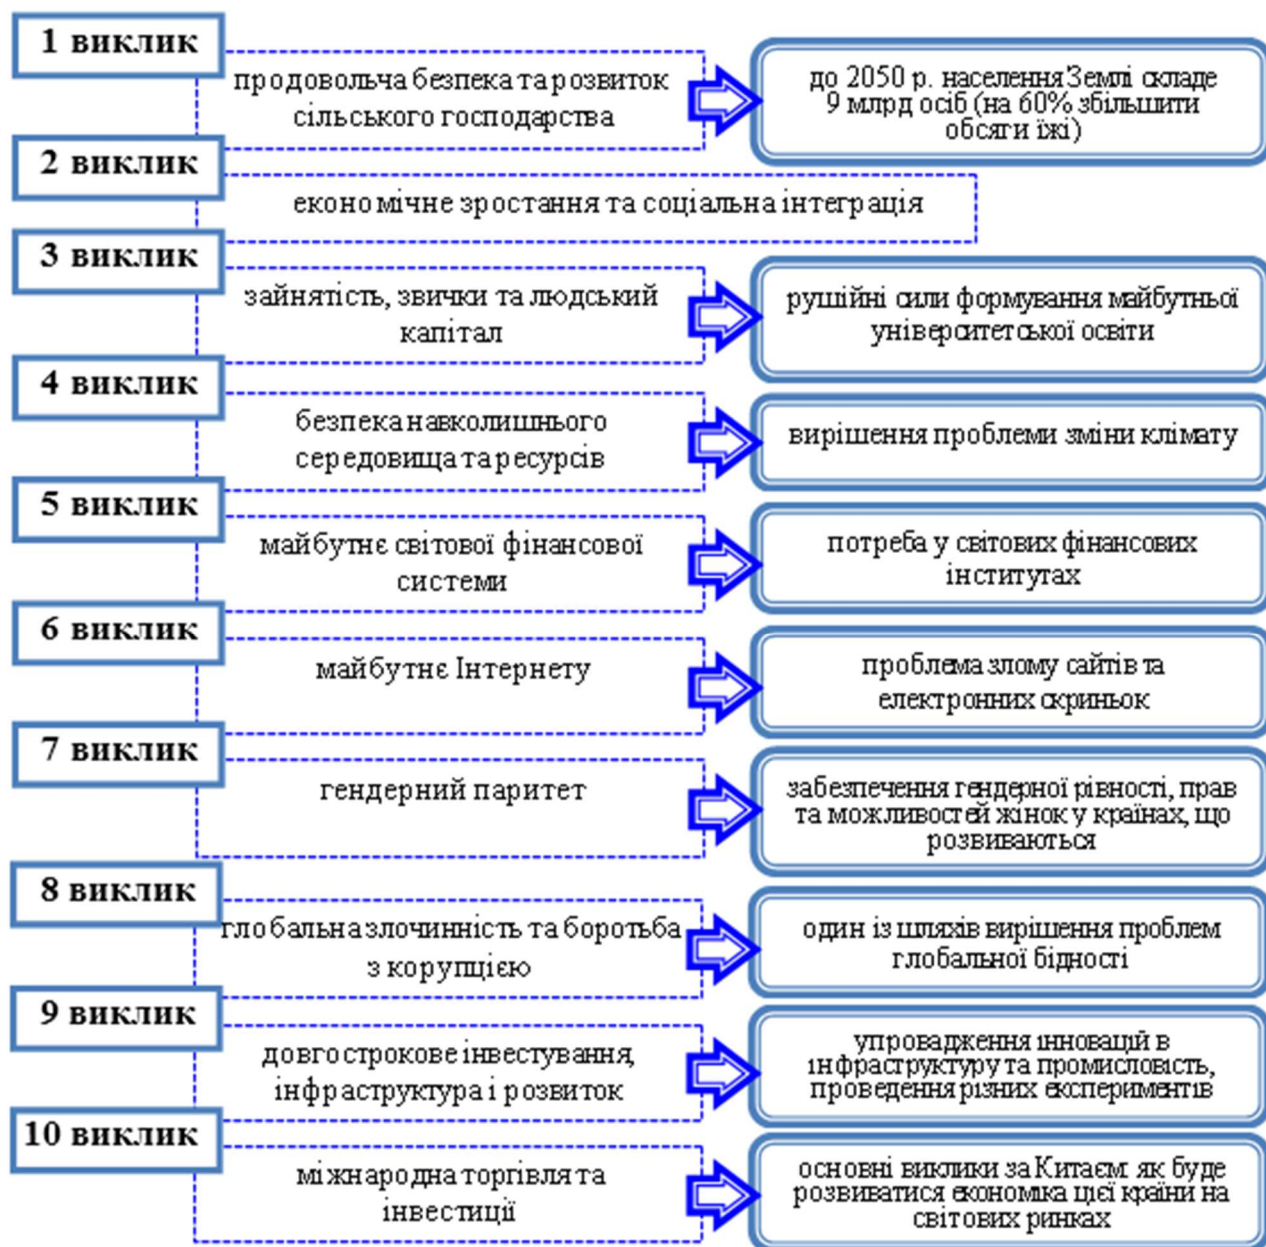 1 виклик
продовольча безпека та розвиток
сільського господарства
до 2050 р. населення Землі складе
9 млрд осіб (на 60% збільшити
обсяги їжі)
2 виклик
економічне зростання та соціальна інтеграція
3 виклик
зайнятість, звички та людський
капітал
рушійні сили формування майбутньої
університетської освіти
4 виклик
безпека навколишнього
середовища та ресурсів
вирішення проблеми зміни клімату
5 виклик
майбутнє світової фінансової
системи
потреба у світових фінансових
інститутах
6 виклик
майбутнє Інтернету
проблема злому сайтів та
електронних скриньок
7 виклик
гендерний паритет
забезпечення гендерної рівності, прав
та можливостей жінок у країнах, що
розвиваються
8 виклик
глобальна злочинність та боротьба
з корупцією
один із шляхів вирішення проблем
глобальної бідності
9 виклик
довгострокове інвестування,
інфраструктура і розвиток
упровадження інновацій в
інфраструктуру та промисловість,
проведення різних експериментів
10 виклик
міжнародна торгівля та
інвестиції
основні виклики за Китаєм: як буде
розвиватися економіка цієї країни на
світових ринках